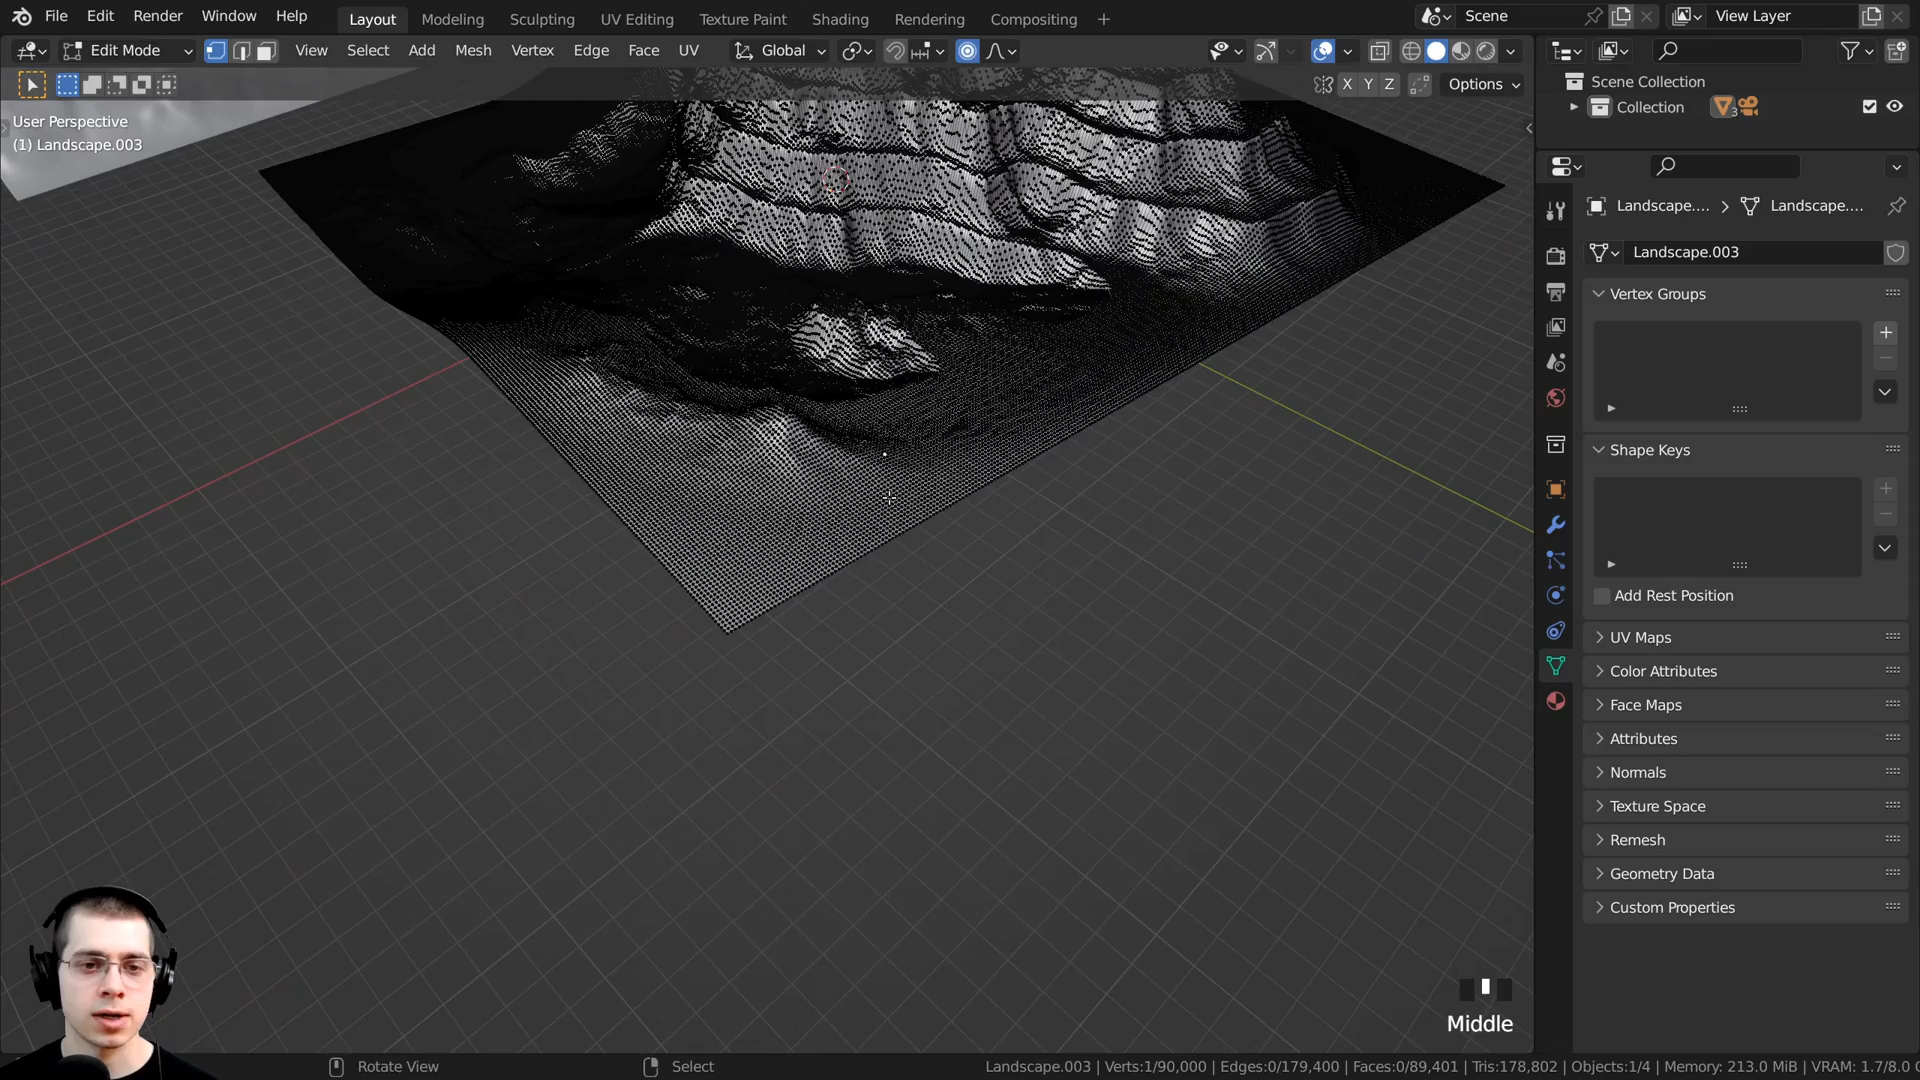 File Edit Render Window Help Layout Modeling Sculpting UV Editing Texture Paint Shading Rendering Compositing + Scene View Layer
Edit Mode View Select Add Mesh Vertex Edge Face UV Global
X Y Z Options
User Perspective
(1) Landscape.003
Scene Collection
Collection 3
Landscape.... > Landscape....
Landscape.003
Vertex Groups
Shape Keys
Add Rest Position
UV Maps
Color Attributes
Face Maps
Attributes
Normals
Texture Space
Remesh
Geometry Data
Custom Properties
Middle
Rotate View Select Landscape.003 | Verts:1/90,000 | Edges:0/179,400 | Faces:0/89,401 | Tris:178,802 | Objects:1/4 | Memory: 213.0 MiB | VRAM: 1.7/8.0